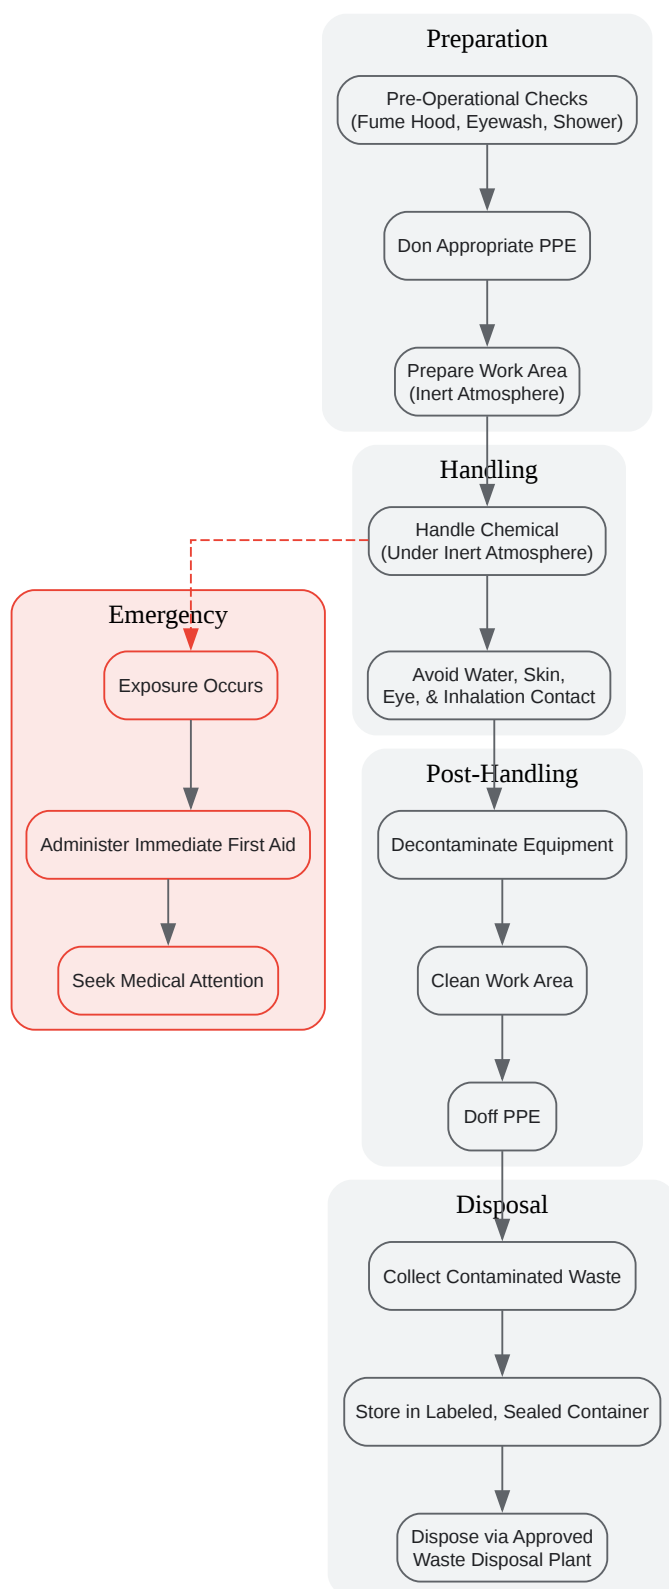 Preparation
Pre-Operational Checks
(Fume Hood, Eyewash, Shower)
Don Appropriate PPE
Prepare Work Area
(Inert Atmosphere)
Handling
Handle Chemical
(Under Inert Atmosphere)
Avoid Water, Skin,
Eye, & Inhalation Contact
Emergency
Exposure Occurs
Administer Immediate First Aid
Seek Medical Attention
Post-Handling
Decontaminate Equipment
Clean Work Area
Doff PPE
Disposal
Collect Contaminated Waste
Store in Labeled, Sealed Container
Dispose via Approved
Waste Disposal Plant